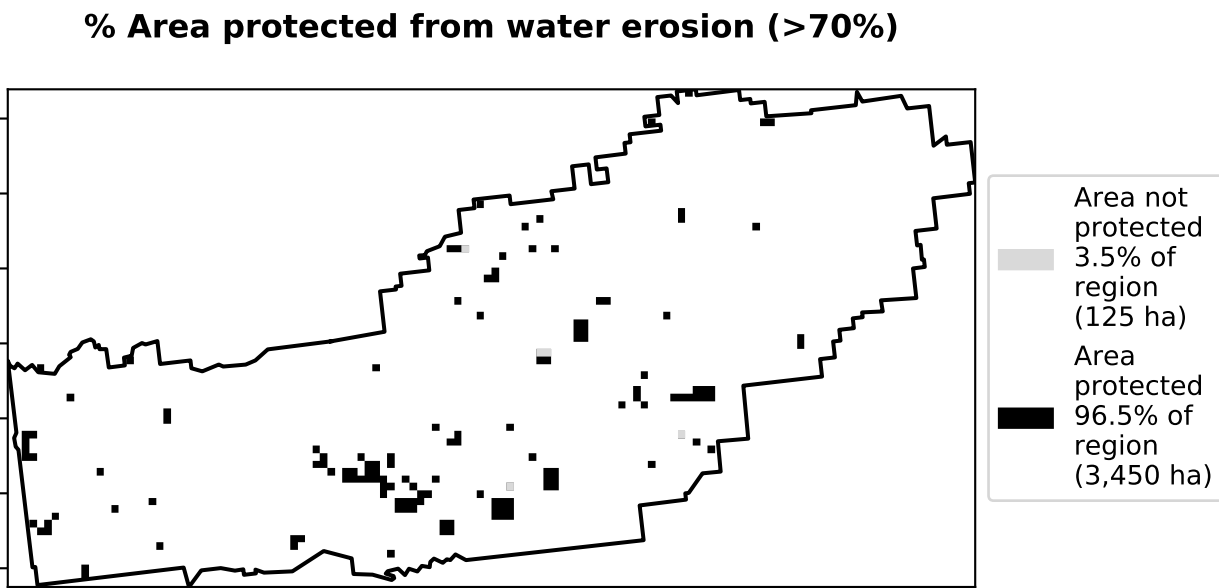 % Area protected from water erosion (>70%)
Area not
protected
3.5% of
region
(125 ha)
Area
protected
96.5% of
region
(3,450 ha)